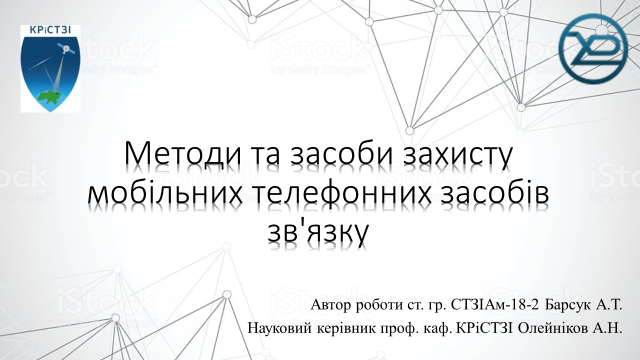 КРіСТЗІ
Методи та засоби захисту
мобільних телефонних засобів
зв'язку
Автор роботи ст. гр. СТЗІАм-18-2 Барсук А.Т.
Науковий керівник проф. каф. КРіСТЗІ Олейніков А.Н.